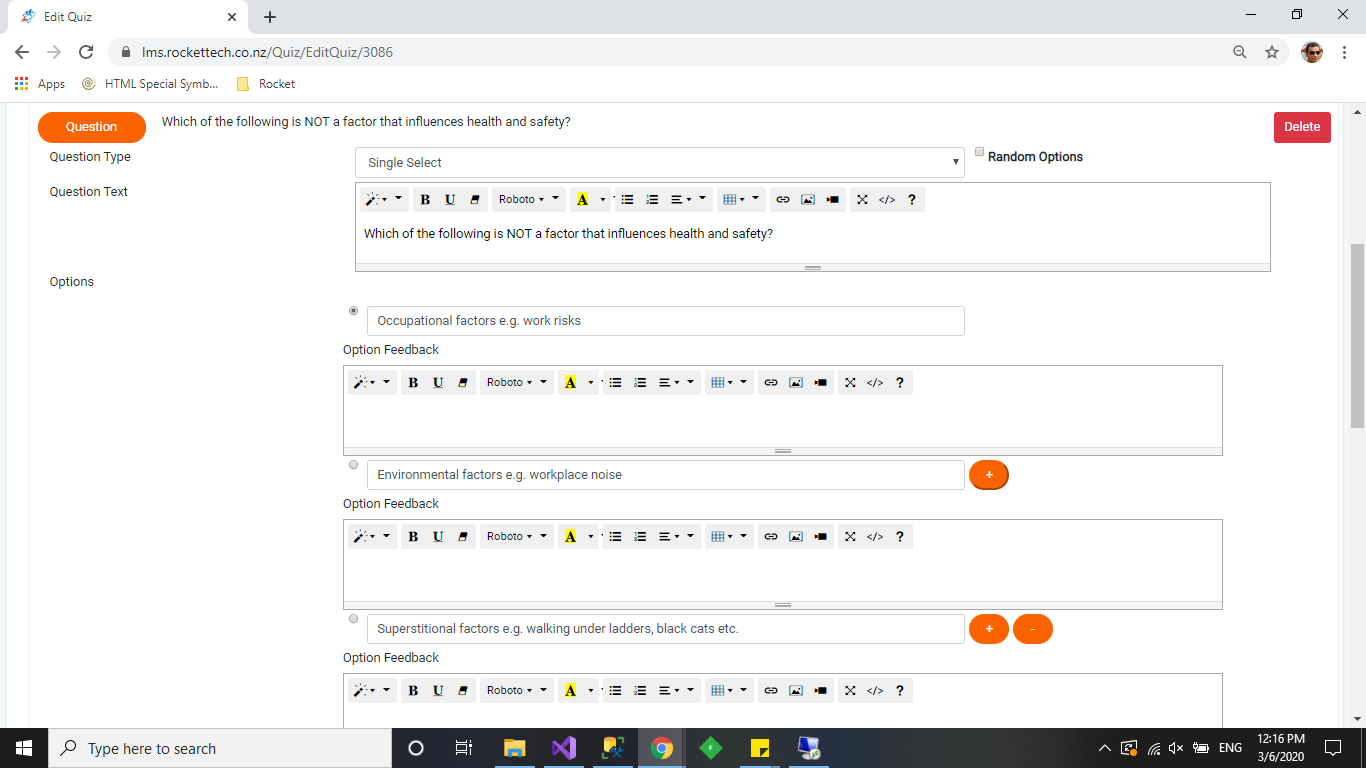 Edit Quiz
lms.rockettech.co.nz/Quiz/EditQuiz/3086
Apps HTML Special Symb... Rocket
Question Which of the following is NOT a factor that influences health and safety? Delete
Question Type Single Select Random Options
Question Text
B U Roboto A </> ?
Which of the following is NOT a factor that influences health and safety?
Options
Occupational factors e.g. work risks
Option Feedback
B U Roboto A </> ?
Environmental factors e.g. workplace noise +
Option Feedback
B U Roboto A </> ?
Superstitional factors e.g. walking under ladders, black cats etc. + -
Option Feedback
B U Roboto A </> ?
Type here to search ENG 12:16 PM
3/6/2020